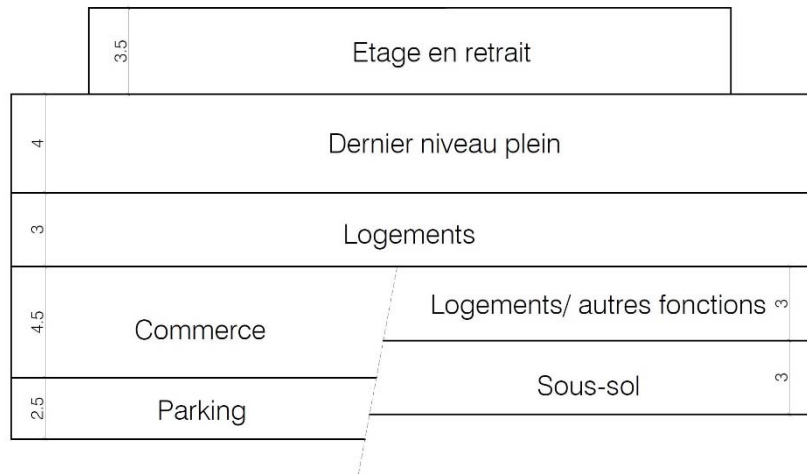 3.5
Etage en retrait
4
Dernier niveau plein
3
Logements
4.5
Commerce
Logements/ autres fonctions
3
2.5
Parking
Sous-sol
3